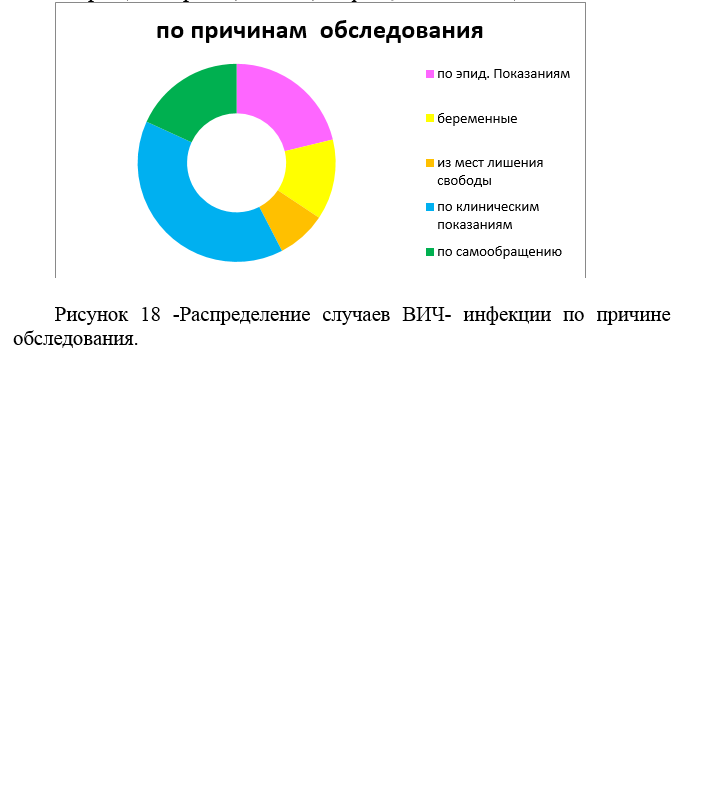 по причинам  обследования
по эпид. Показаниям
беременные
из мест лишения
свободы
по клиническим
показаниям
по самообращению
Рисунок 18 -Распределение случаев ВИЧ- инфекции по причине
обследования.